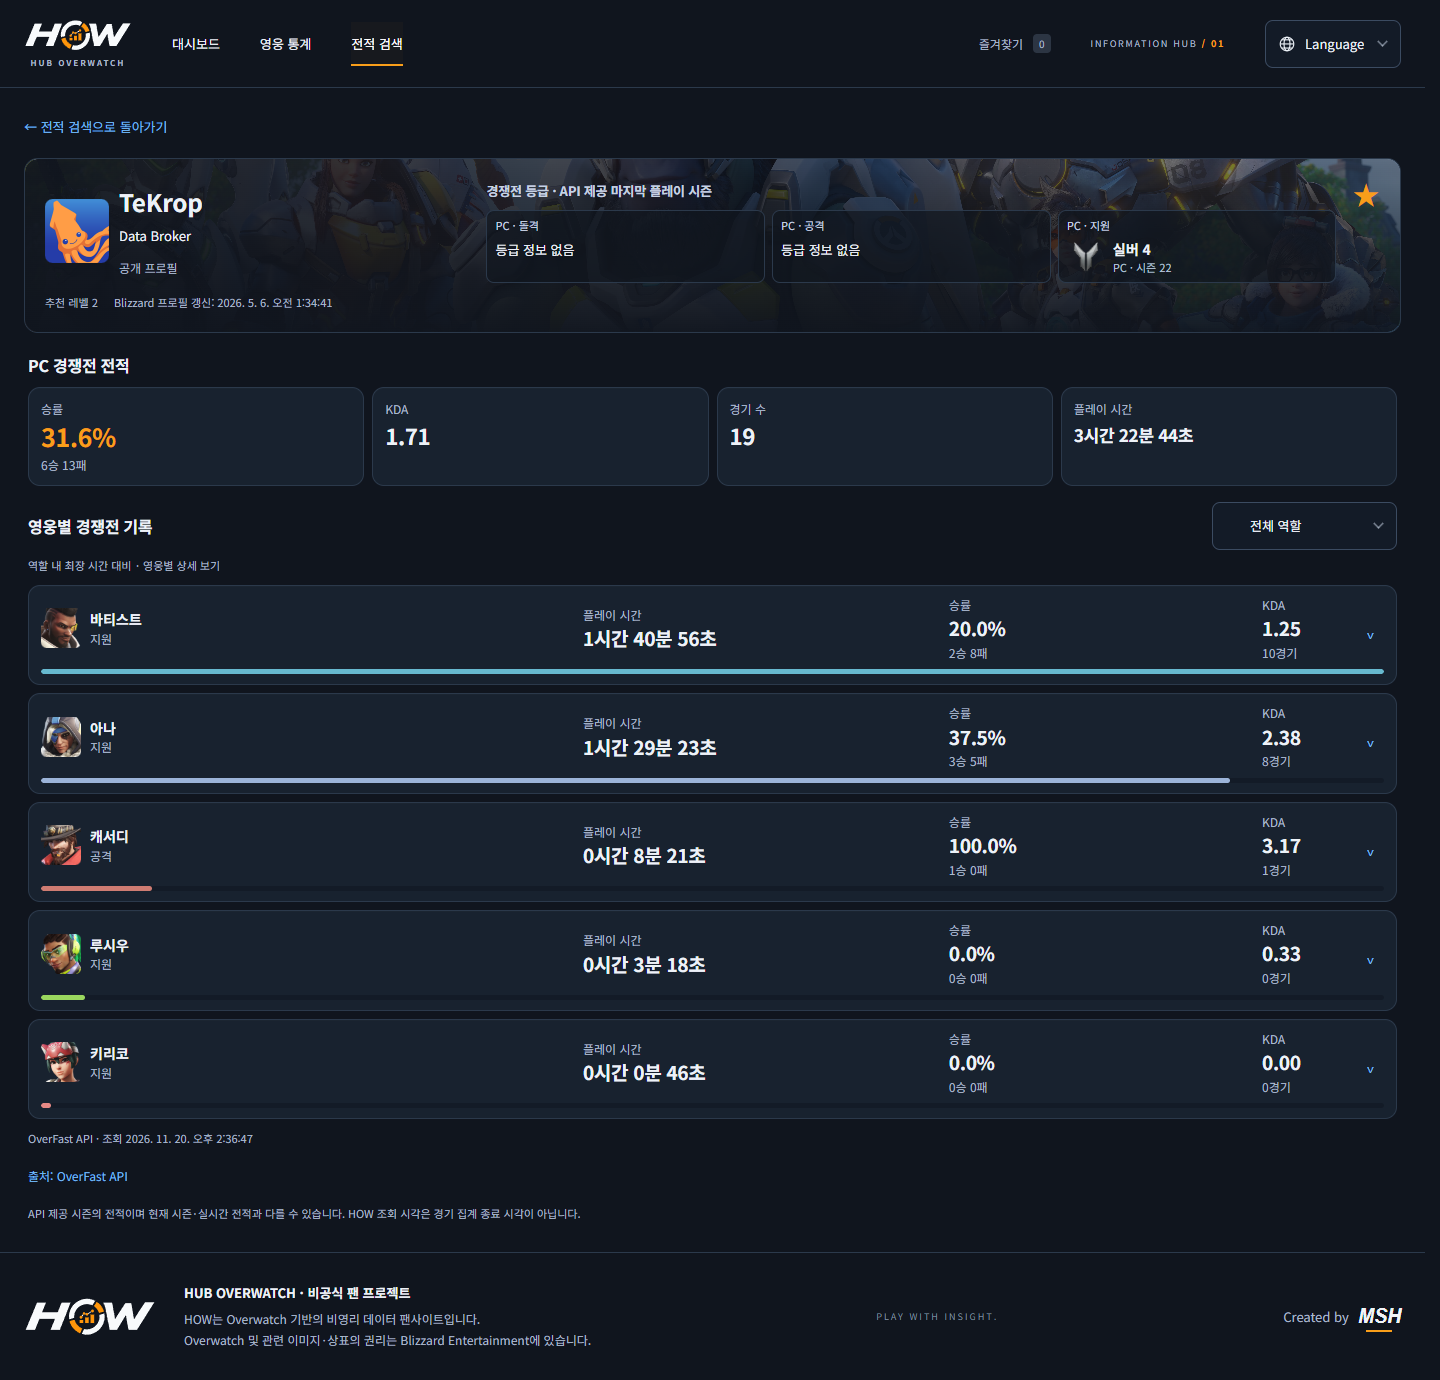 HOW
HUB OVERWATCH
대시보드
영웅 통계
전적 검색
즐겨찾기 0
INFORMATION HUB / 01
Language
← 전적 검색으로 돌아가기
TeKrop
Data Broker
공개 프로필
추천 레벨 2 Blizzard 프로필 갱신: 2026. 5. 6. 오전 1:34:41
경쟁전 등급 · API 제공 마지막 플레이 시즌
PC · 돌격
등급 정보 없음
PC · 공격
등급 정보 없음
PC · 지원
실버 4
PC · 시즌 22
PC 경쟁전 전적
승률
31.6%
6승 13패
KDA
1.71
경기 수
19
플레이 시간
3시간 22분 44초
영웅별 경쟁전 기록
전체 역할
역할 내 최장 시간 대비 · 영웅별 상세 보기
바티스트
지원
플레이 시간
1시간 40분 56초
승률
20.0%
2승 8패
KDA
1.25
10경기
아나
지원
플레이 시간
1시간 29분 23초
승률
37.5%
3승 5패
KDA
2.38
8경기
캐서디
공격
플레이 시간
0시간 8분 21초
승률
100.0%
1승 0패
KDA
3.17
1경기
루시우
지원
플레이 시간
0시간 3분 18초
승률
0.0%
0승 0패
KDA
0.33
0경기
키리코
지원
플레이 시간
0시간 0분 46초
승률
0.0%
0승 0패
KDA
0.00
0경기
OverFast API · 조회 2026. 11. 20. 오후 2:36:47
출처: OverFast API
API 제공 시즌의 전적이며 현재 시즌·실시간 전적과 다를 수 있습니다. HOW 조회 시각은 경기 집계 종료 시각이 아닙니다.
HOW
HUB OVERWATCH · 비공식 팬 프로젝트
HOW는 Overwatch 기반의 비영리 데이터 팬사이트입니다.
Overwatch 및 관련 이미지·상표의 권리는 Blizzard Entertainment에 있습니다.
PLAY WITH INSIGHT.
Created by MSH